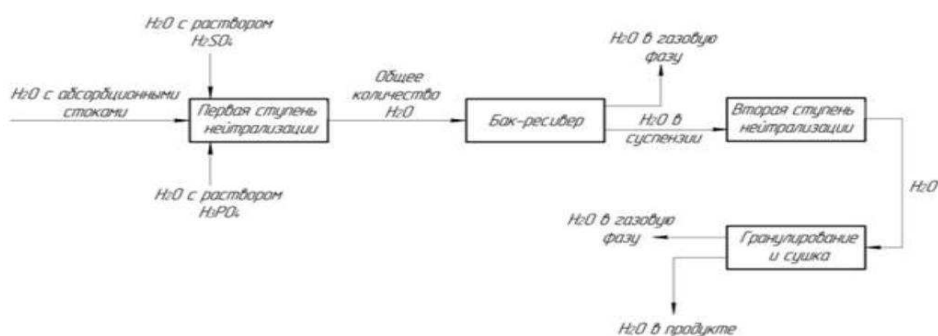 H2O с раствором
H2SO4
H2O с абсорбционными
стоками
Первая ступень
нейтрализации
H2O с раствором
H3PO4
Общее
количество
H2O
Бак-ресивер
H2O в газовую
фазу
H2O в
суспензии
Вторая ступень
нейтрализации
H2O
Гранулирование
и сушка
H2O в газовую
фазу
H2O в продукте